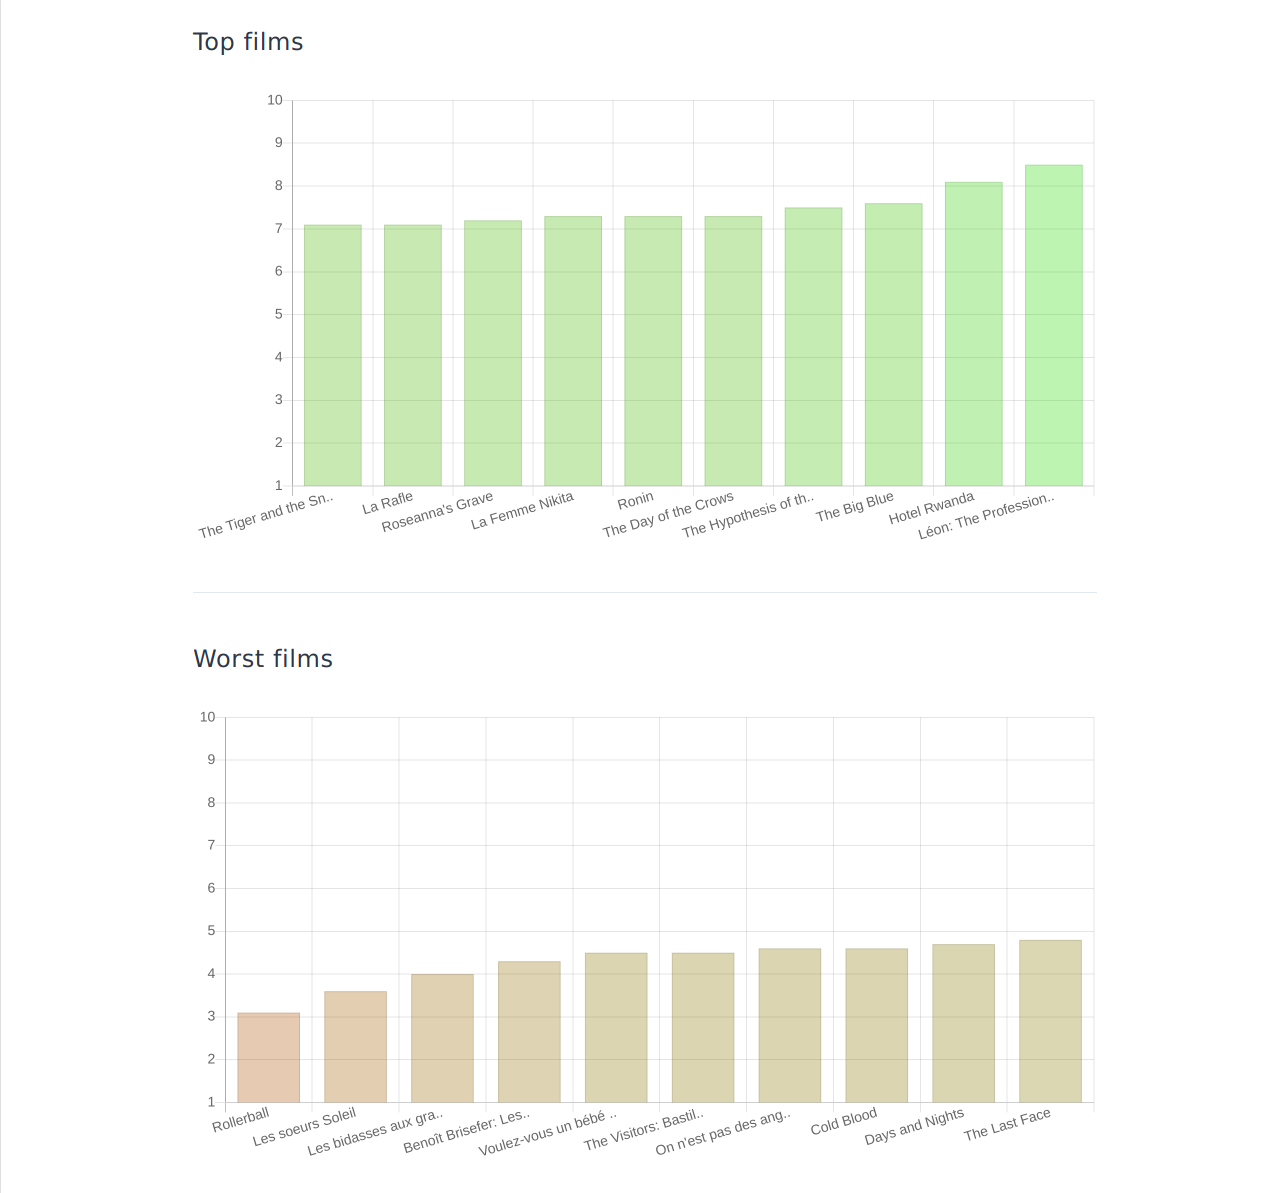 Top films
10
9
8
7
6
5
4
3
2
1
The Tiger and the Sn..
La Rafle
Roseanna's Grave
La Femme Nikita
Ronin
The Day of the Crows
The Hypothesis of th..
The Big Blue
Hotel Rwanda
Léon: The Profession..
Worst films
10
9
8
7
6
5
4
3
2
1
Rollerball
Les soeurs Soleil
Les bidasses aux gra..
Benoît Brisefer: Les..
Voulez-vous un bébé ..
The Visitors: Bastil..
On n'est pas des ang..
Cold Blood
Days and Nights
The Last Face